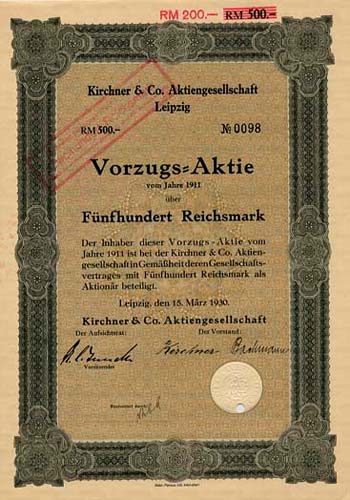 RM 200.— RM 500.—
Kirchner & Co. Aktiengesellschaft
Leipzig
RM 500.— № 0098
Vorzugs=Aktie
vom Jahre 1911
über
Fünfhundert Reichsmark
Der Inhaber dieser Vorzugs-Aktie vom
Jahre 1911 ist bei der Kirchner & Co. Aktien-
gesellschaft in Gemäßheit deren Gesellschafts-
vertrages mit Fünfhundert Reichsmark als
Aktionär beteiligt.
Leipzig, den 15. März 1930.
Kirchner & Co. Aktiengesellschaft
Der Aufsichtsrat: Der Vorstand:
Kirchner Bachmann
Vorsitzender